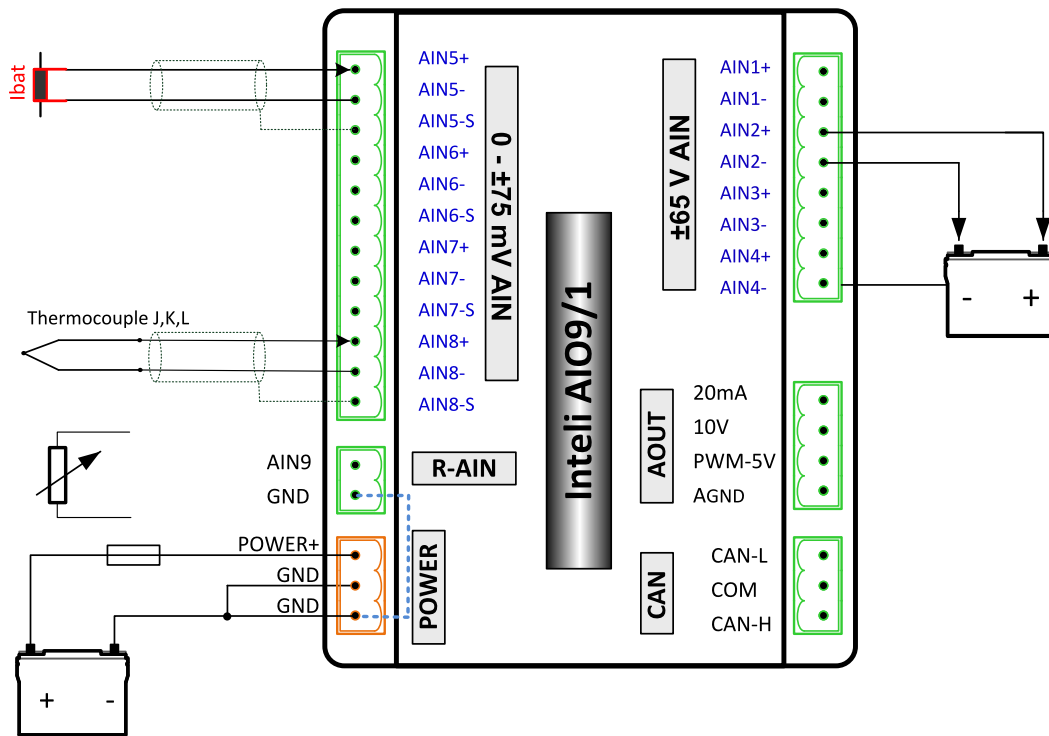 Ibat
AIN5+
AIN5-
AIN5-S
AIN6+
AIN6-
AIN6-S
AIN7+
AIN7-
AIN7-S
AIN8+
AIN8-
AIN8-S
0 - ±75 mV AIN
Thermocouple J,K,L
AIN9
GND
R-AIN
POWER+
GND
GND
POWER
+ -
Inteli AIO9/1
±65 V AIN
AIN1+
AIN1-
AIN2+
AIN2-
AIN3+
AIN3-
AIN4+
AIN4-
- +
AOUT
20mA
10V
PWM-5V
AGND
CAN
CAN-L
COM
CAN-H